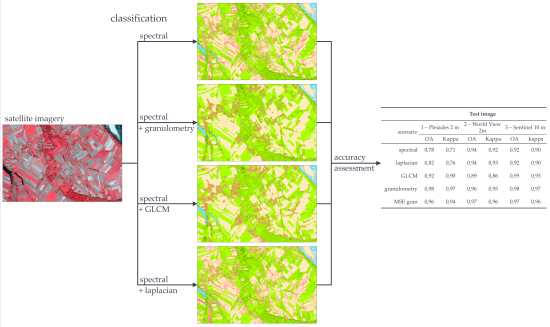 classification
spectral
spectral
+ granulometry
satellite imagery
spectral
+ GLCM
spectral
+ laplacian
accuracy
assessment
Test image
scenario 1 – Pleiades 2 m 2 – World View 2m 3 – Sentinel 10 m
OA Kappa OA Kappa OA kappa
spectral 0,78 0,71 0,94 0,92 0,92 0,90
laplacian 0,82 0,76 0,94 0,93 0,92 0,90
GLCM 0,92 0,90 0,89 0,86 0,95 0,93
granulometry 0,98 0,97 0,96 0,93 0,98 0,97
MSE gran 0,96 0,94 0,97 0,96 0,97 0,96